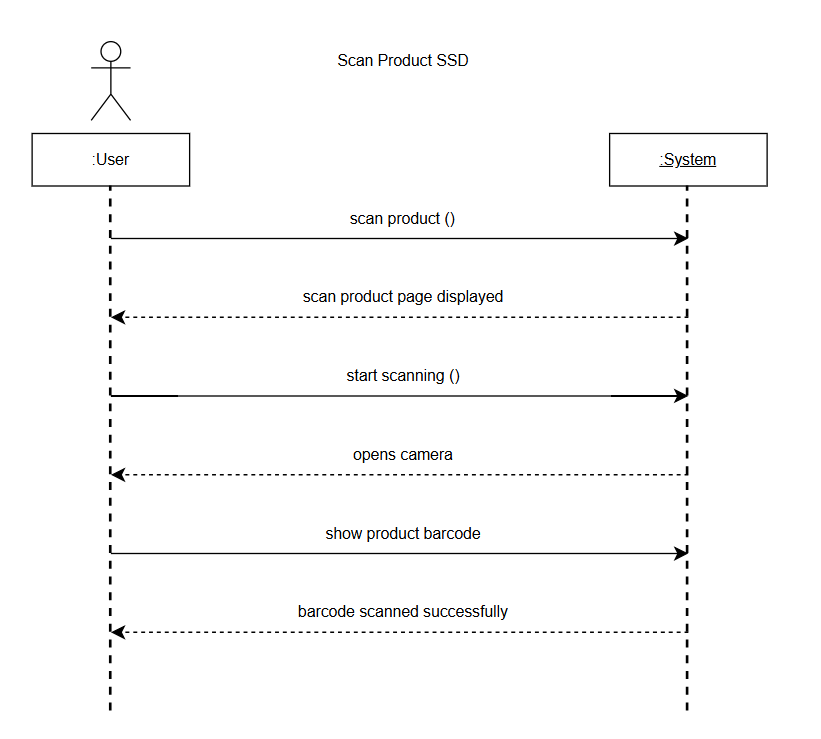 Scan Product SSD
:User
:System
scan product ()
scan product page displayed
start scanning ()
opens camera
show product barcode
barcode scanned successfully